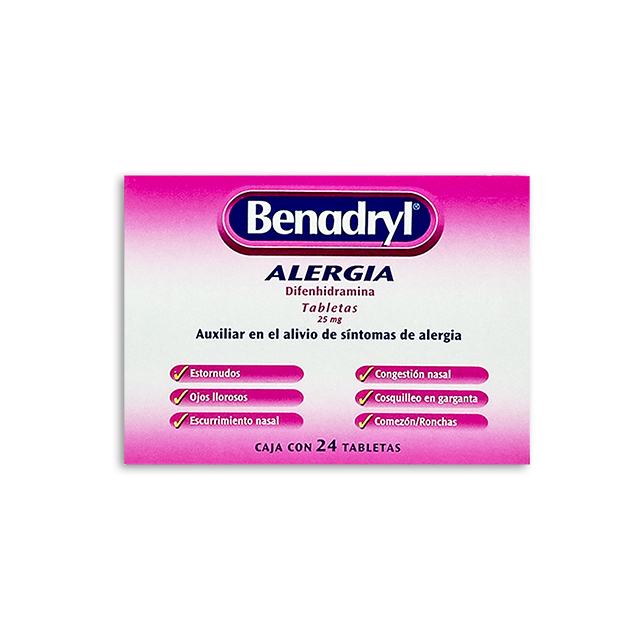 Benadryl®
ALERGIA
Difenhidramina
Tabletas
25 mg
Auxiliar en el alivio de síntomas de alergia
Estornudos
Ojos llorosos
Escurrimiento nasal
Congestión nasal
Cosquilleo en garganta
Comezón/Ronchas
CAJA CON 24 TABLETAS